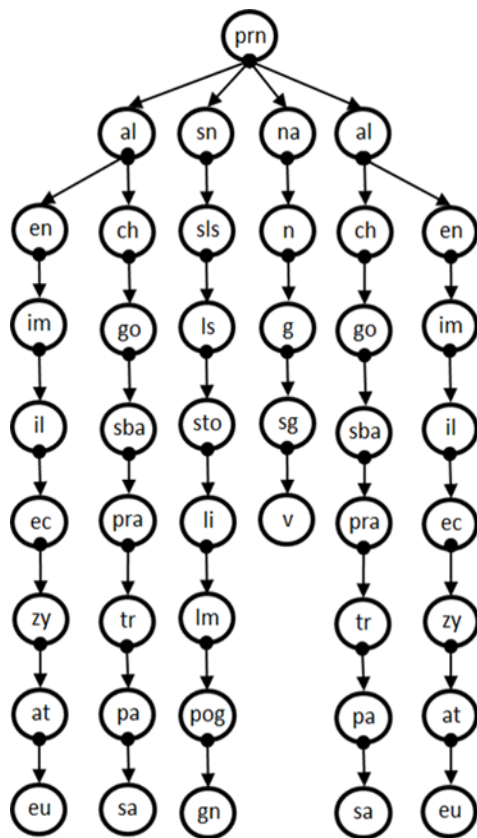 prn
al sn na al
en ch sls n ch en
im go ls g go im
il sba sto sg sba il
ec pra li v pra ec
zy tr lm tr zy
at pa pog pa at
eu sa gn sa eu